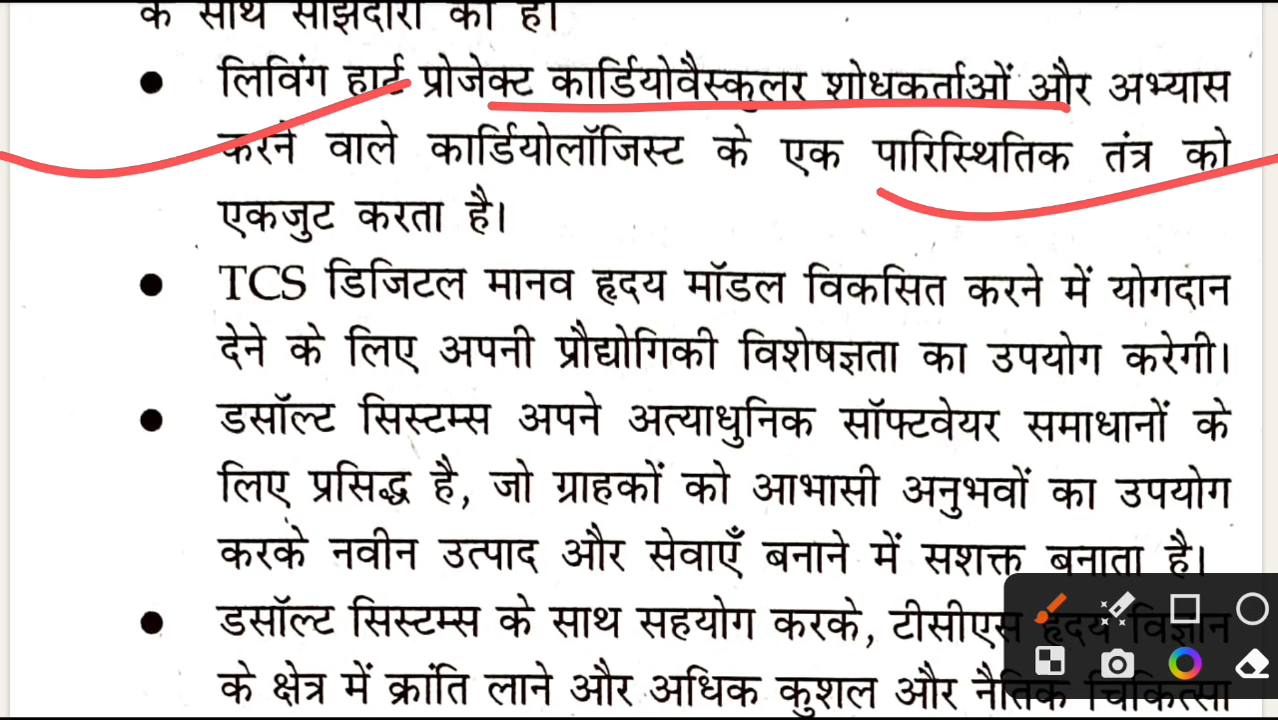 के साथ साझेदारी की है।
● लिविंग हार्ट प्रोजेक्ट कार्डियोवैस्कुलर शोधकर्ताओं और अभ्यास
करने वाले कार्डियोलॉजिस्ट के एक पारिस्थितिक तंत्र को
एकजुट करता है।
● TCS डिजिटल मानव हृदय मॉडल विकसित करने में योगदान
देने के लिए अपनी प्रौद्योगिकी विशेषज्ञता का उपयोग करेगी।
● डसॉल्ट सिस्टम्स अपने अत्याधुनिक सॉफ्टवेयर समाधानों के
लिए प्रसिद्ध है, जो ग्राहकों को आभासी अनुभवों का उपयोग
करके नवीन उत्पाद और सेवाएँ बनाने में सशक्त बनाता है।
● डसॉल्ट सिस्टम्स के साथ सहयोग करके, टीसीएस हृदय विज्ञान
के क्षेत्र में क्रांति लाने और अधिक कुशल और नैतिक चिकित्सा